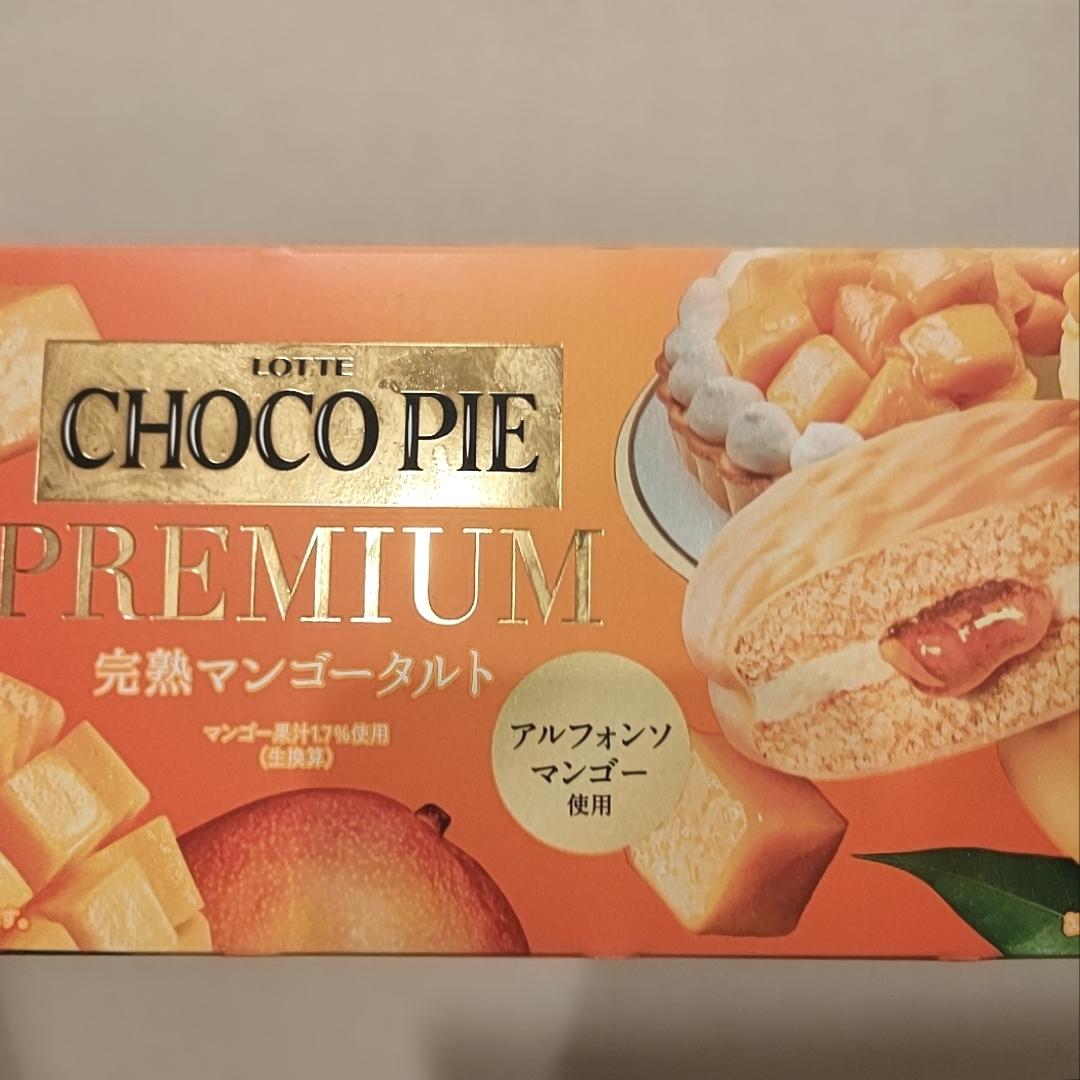 LOTTE
CHOCO PIE
PREMIUM
完熟マンゴータルト
マンゴー果汁1.7%使用
(生換算)
アルフォンソ
マンゴー
使用
す。